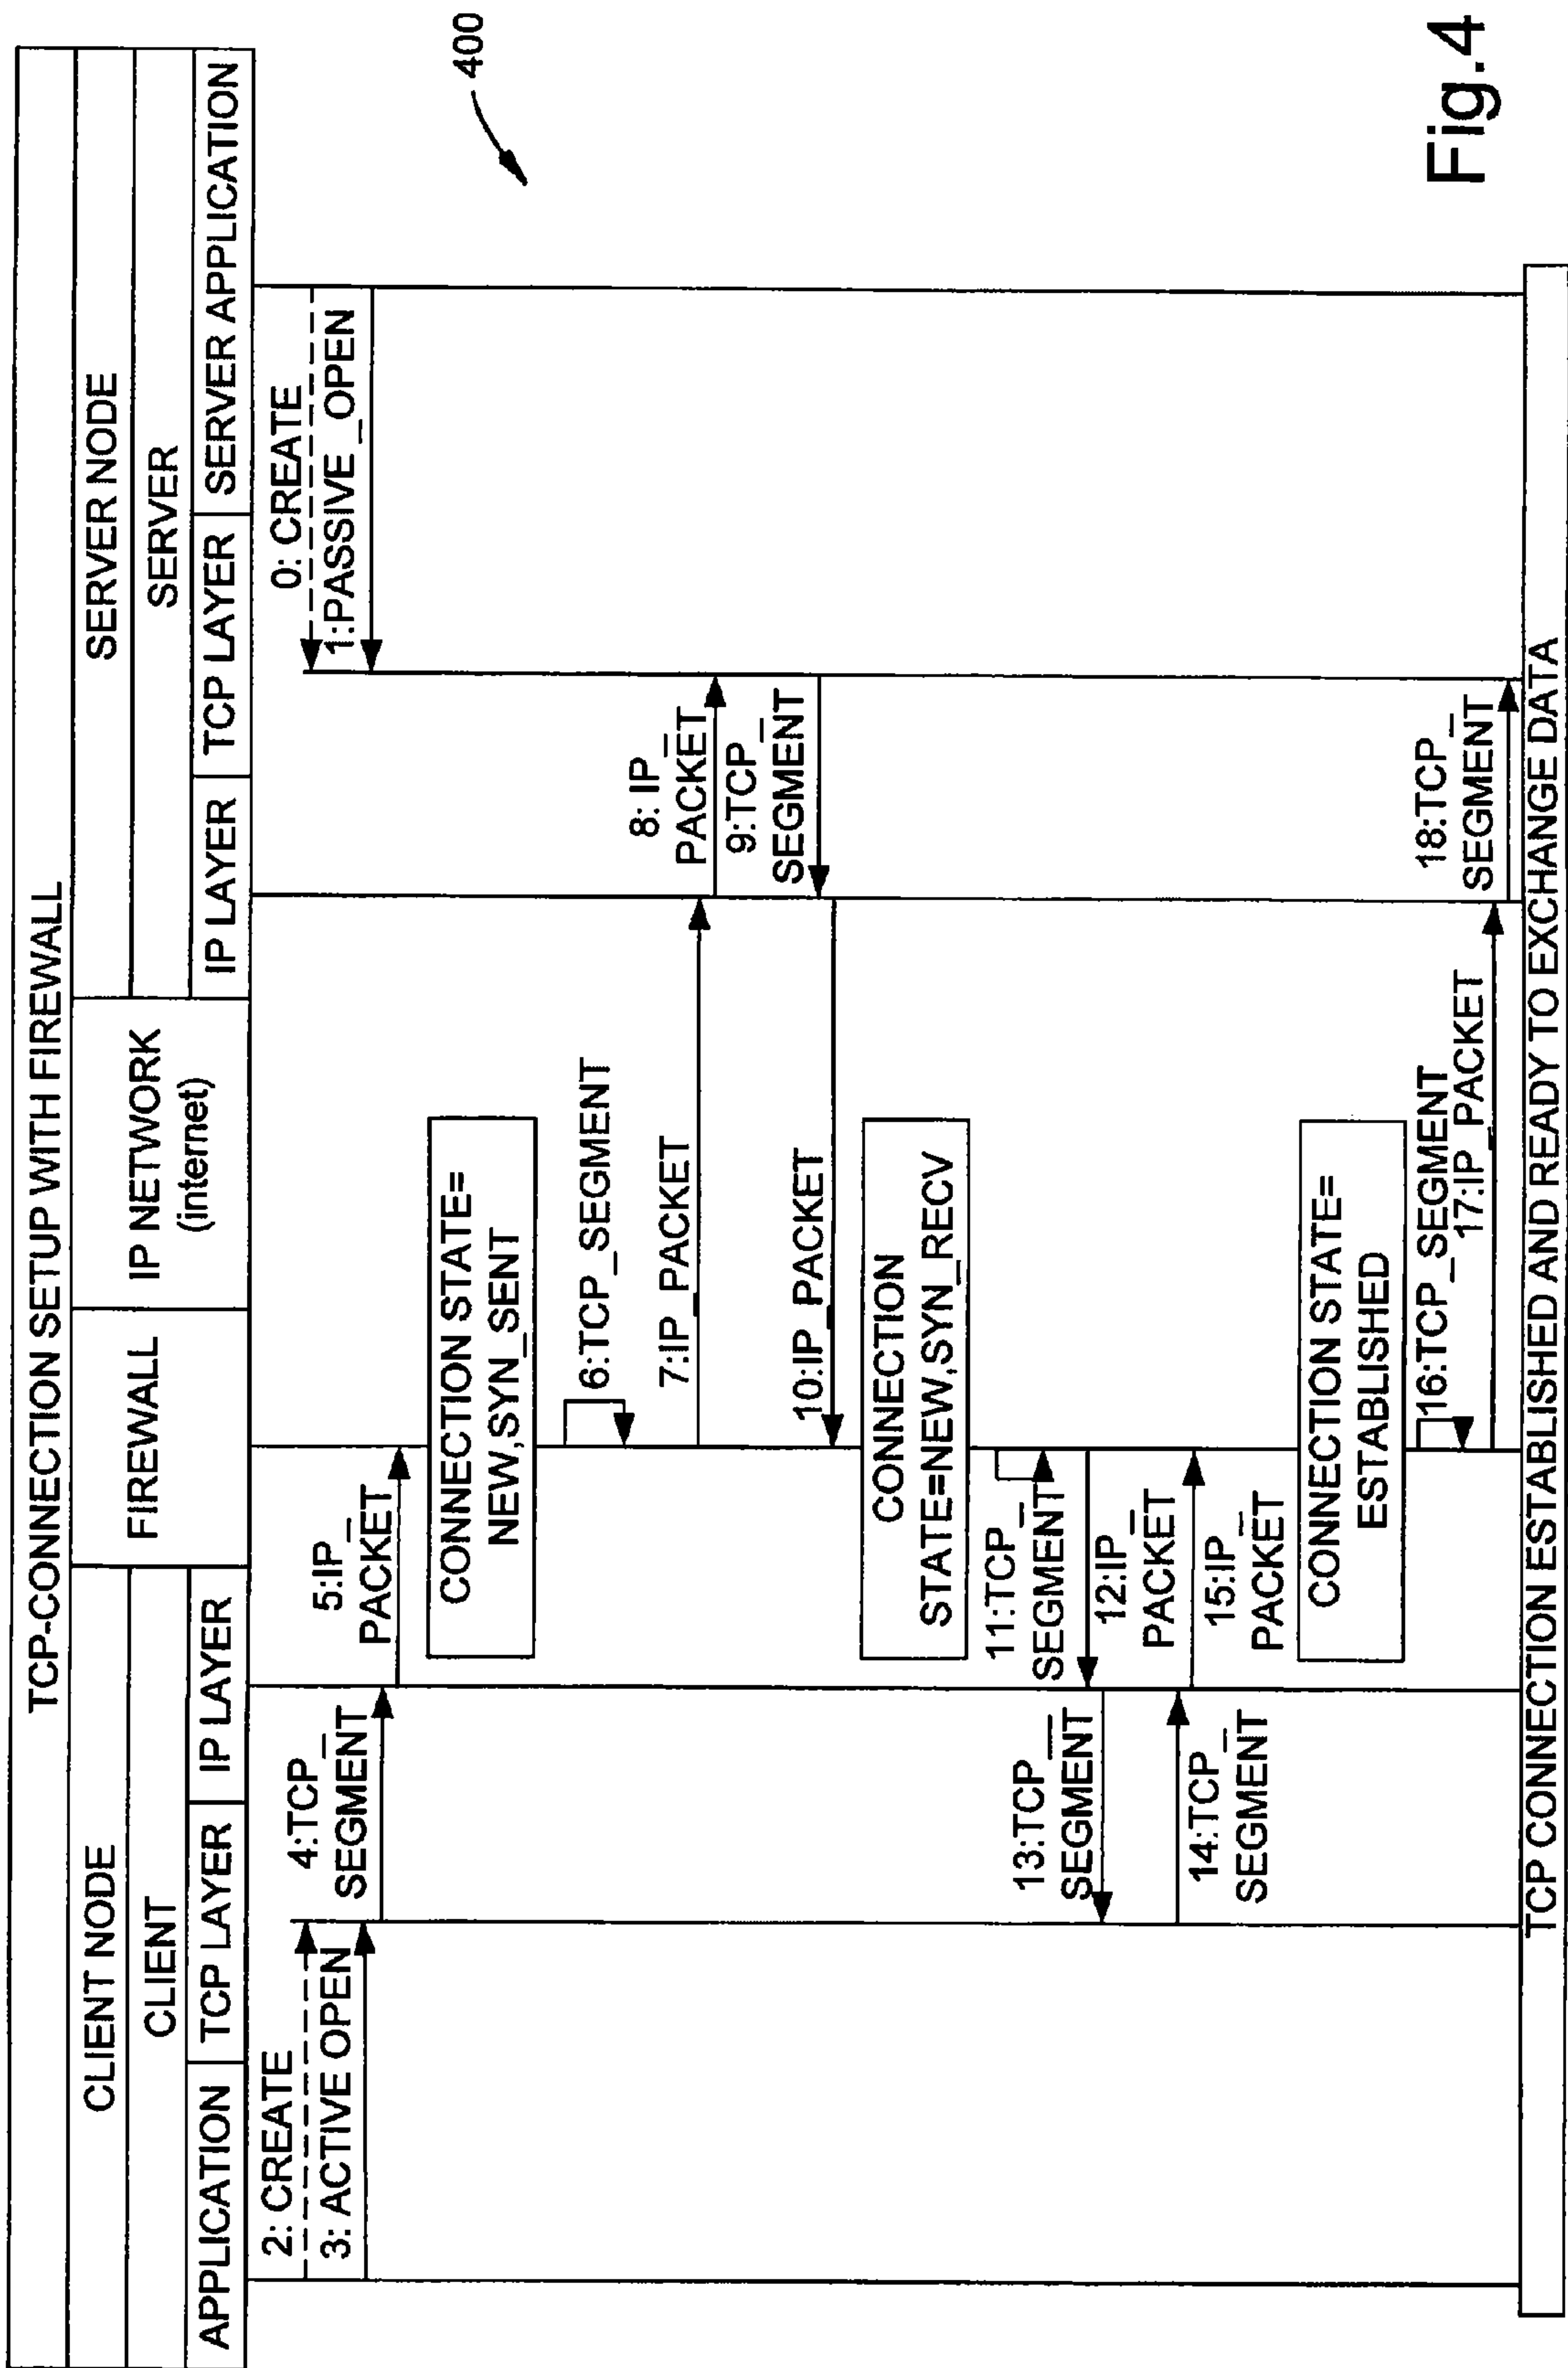 TCP-CONNECTION SETUP WITH FIREWALL
CLIENT NODE
FIREWALL
IP NETWORK
(internet)
SERVER NODE
CLIENT
SERVER
APPLICATION
TCP LAYER
IP LAYER
IP LAYER
TCP LAYER
SERVER APPLICATION
0: CREATE
1:PASSIVE_OPEN
2: CREATE
3: ACTIVE OPEN
4:TCP_
SEGMENT
5:IP_
PACKET
CONNECTION STATE=
NEW,SYN_SENT
6:TCP_SEGMENT
7:IP_PACKET
8: IP_
PACKET
9:TCP_
SEGMENT
10:IP_PACKET
CONNECTION
STATE=NEW,SYN_RECV
11:TCP_
SEGMENT
12:IP_
PACKET
13:TCP_
SEGMENT
14:TCP_
SEGMENT
15:IP_
PACKET
CONNECTION STATE=
ESTABLISHED
16:TCP_SEGMENT
17:IP_PACKET
18:TCP_
SEGMENT
TCP CONNECTION ESTABLISHED AND READY TO EXCHANGE DATA
400
Fig.4